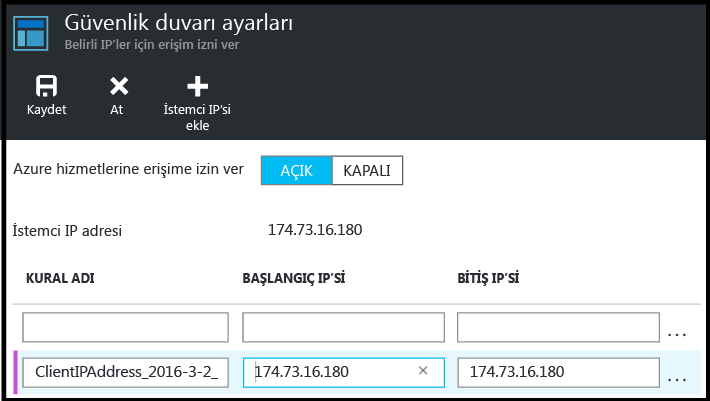 Güvenlik duvarı ayarları
Belirli IP'ler için erişim izni ver
Kaydet
At
İstemci IP'si
ekle
Azure hizmetlerine erişime izin ver
AÇIK
KAPALI
İstemci IP adresi
174.73.16.180
KURAL ADI
BAŞLANGIÇ IP'Sİ
BİTİŞ IP'Sİ
...
ClientIPAddress_2016-3-2_
174.73.16.180
174.73.16.180
...